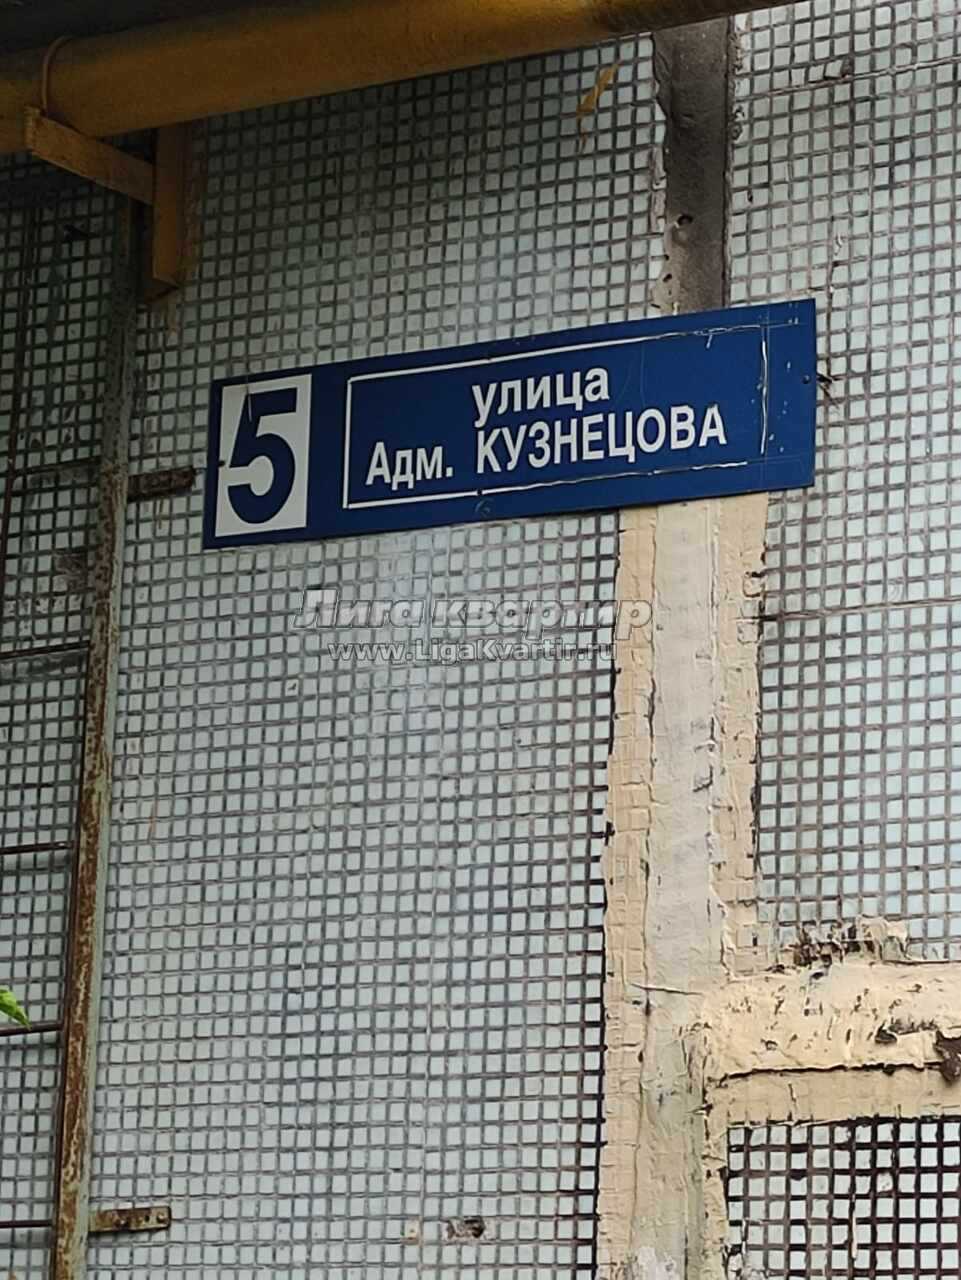 5
улица
Адм. КУЗНЕЦОВА
Лига квартир
www.LigaKvartir.ru